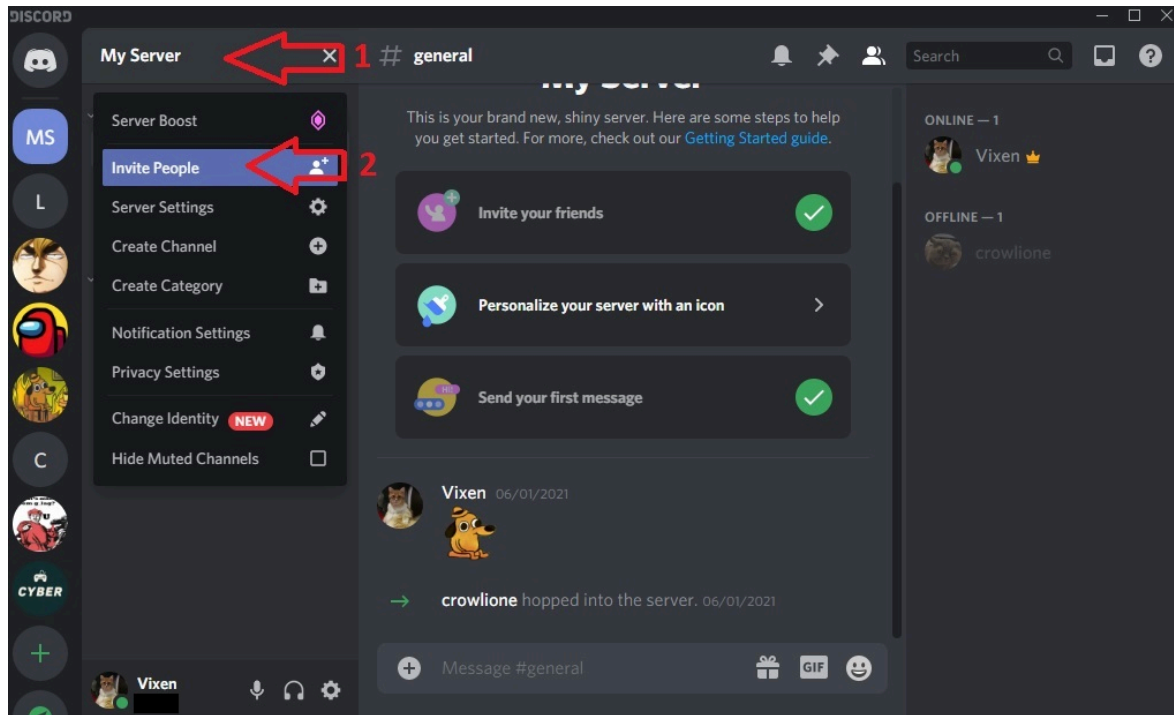 DISCORD
My Server
1
general
Search
MS
L
C
CYBER
Server Boost
Invite People
2
Server Settings
Create Channel
Create Category
Notification Settings
Privacy Settings
Change Identity NEW
Hide Muted Channels
My Server
This is your brand new, shiny server. Here are some steps to help
you get started. For more, check out our Getting Started guide.
Invite your friends
Personalize your server with an icon
Send your first message
Vixen 06/01/2021
→ crowlione hopped into the server. 06/01/2021
Message #general
GIF
ONLINE — 1
Vixen
OFFLINE — 1
crowlione
Vixen